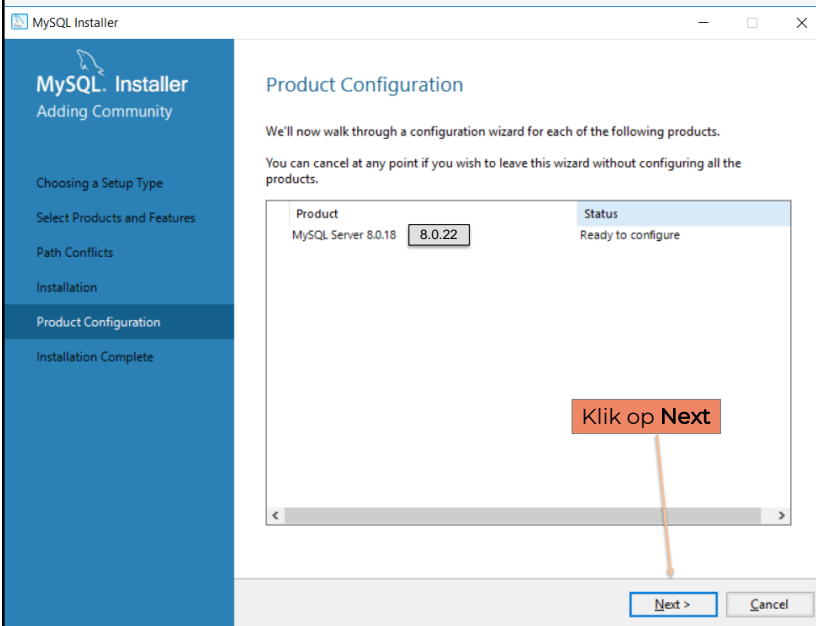 MySQL Installer
MySQL. Installer
Adding Community
Choosing a Setup Type
Select Products and Features
Path Conflicts
Installation
Product Configuration
Installation Complete
Product Configuration
We'll now walk through a configuration wizard for each of the following products.
You can cancel at any point if you wish to leave this wizard without configuring all the
products.
Product Status
MySQL Server 8.0.18 8.0.22 Ready to configure
Klik op Next
Next > Cancel